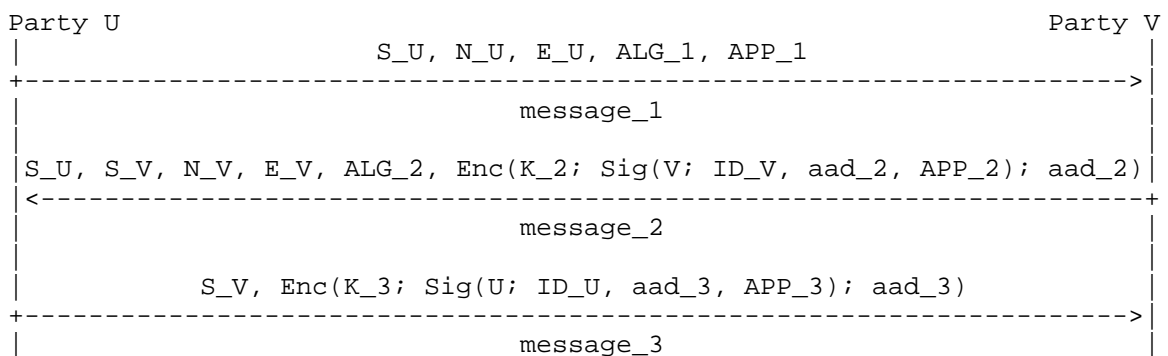 Party U Party V
| S_U, N_U, E_U, ALG_1, APP_1 |
+--------------------------------------------------------------------->|
| message_1 |
| |
|S_U, S_V, N_V, E_V, ALG_2, Enc(K_2; Sig(V; ID_V, aad_2, APP_2); aad_2)|
|<---------------------------------------------------------------------+
| message_2 |
| |
| S_V, Enc(K_3; Sig(U; ID_U, aad_3, APP_3); aad_3) |
+--------------------------------------------------------------------->|
| message_3 |